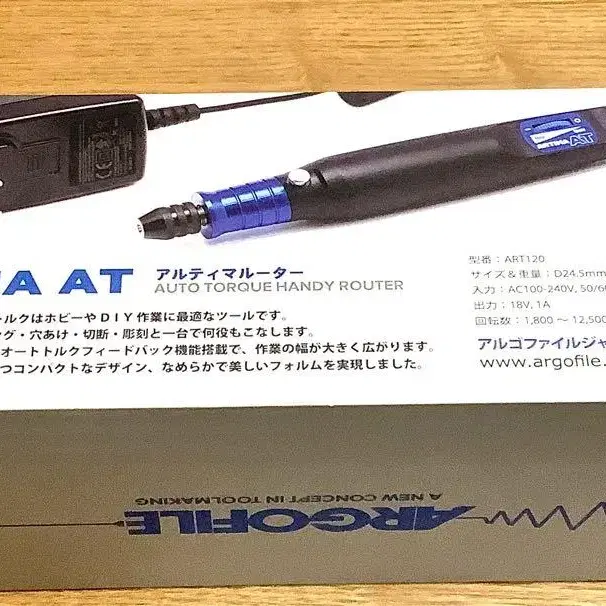 AT
AT アルティマルーター
AUTO TORQUE HANDY ROUTER
トルクはホビーやDIY作業に最適なツールです。
ング・穴あけ・切断・彫刻と一台で何役もこなします。
オートトルクフィードバック機能搭載で、作業の幅が大きく広がります。
つコンパクトなデザイン、なめらかで美しいフォルムを実現しました。
型番：ART120
サイズ＆重量：D24.5mm
入力：AC100-240V, 50/60
出力：18V, 1A
回転数：1,800 ～ 12,500
アルゴファイルジャ
www.argofile.
ARGOFILE
A NEW CONCEPT IN TOOLMAKING